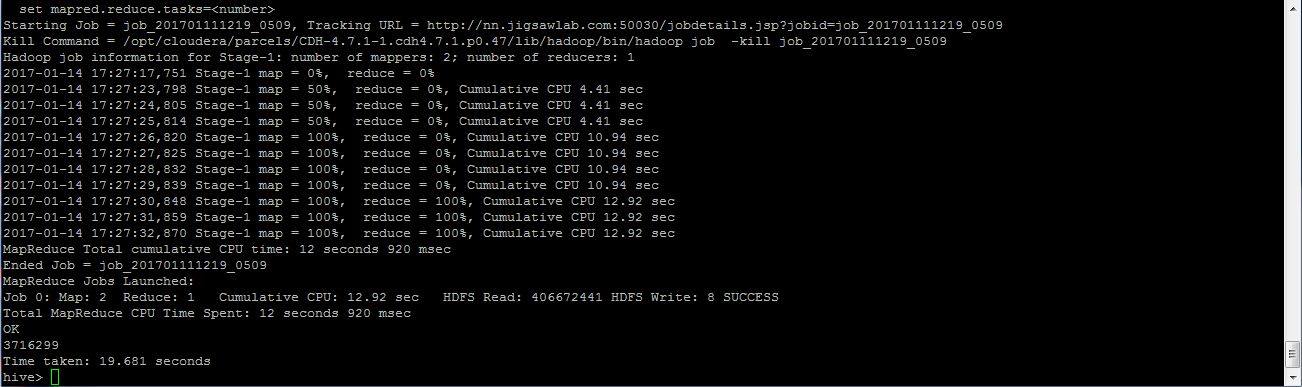 set mapred.reduce.tasks=<number>
Starting Job = job_201701111219_0509, Tracking URL = http://nn.jigsawlab.com:50030/jobdetails.jsp?jobid=job_201701111219_0509
Kill Command = /opt/cloudera/parcels/CDH-4.7.1-1.cdh4.7.1.p0.47/lib/hadoop/bin/hadoop job  -kill job_201701111219_0509
Hadoop job information for Stage-1: number of mappers: 2; number of reducers: 1
2017-01-14 17:27:17,751 Stage-1 map = 0%,  reduce = 0%
2017-01-14 17:27:23,798 Stage-1 map = 50%,  reduce = 0%, Cumulative CPU 4.41 sec
2017-01-14 17:27:24,805 Stage-1 map = 50%,  reduce = 0%, Cumulative CPU 4.41 sec
2017-01-14 17:27:25,814 Stage-1 map = 50%,  reduce = 0%, Cumulative CPU 4.41 sec
2017-01-14 17:27:26,820 Stage-1 map = 100%,  reduce = 0%, Cumulative CPU 10.94 sec
2017-01-14 17:27:27,825 Stage-1 map = 100%,  reduce = 0%, Cumulative CPU 10.94 sec
2017-01-14 17:27:28,832 Stage-1 map = 100%,  reduce = 0%, Cumulative CPU 10.94 sec
2017-01-14 17:27:29,839 Stage-1 map = 100%,  reduce = 0%, Cumulative CPU 10.94 sec
2017-01-14 17:27:30,848 Stage-1 map = 100%,  reduce = 100%, Cumulative CPU 12.92 sec
2017-01-14 17:27:31,859 Stage-1 map = 100%,  reduce = 100%, Cumulative CPU 12.92 sec
2017-01-14 17:27:32,870 Stage-1 map = 100%,  reduce = 100%, Cumulative CPU 12.92 sec
MapReduce Total cumulative CPU time: 12 seconds 920 msec
Ended Job = job_201701111219_0509
MapReduce Jobs Launched:
Job 0: Map: 2  Reduce: 1   Cumulative CPU: 12.92 sec   HDFS Read: 406672441 HDFS Write: 8 SUCCESS
Total MapReduce CPU Time Spent: 12 seconds 920 msec
OK
3716299
Time taken: 19.681 seconds
hive>